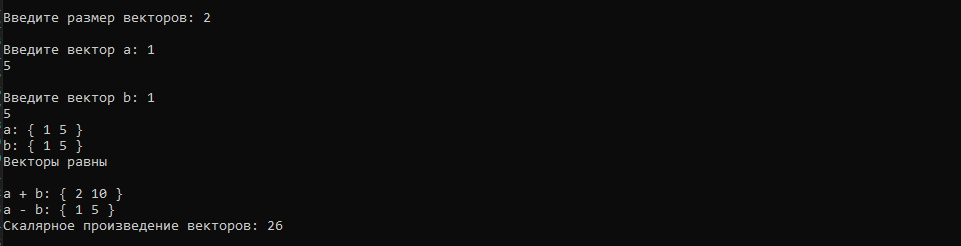 Введите размер векторов: 2
Введите вектор a: 1
5
Введите вектор b: 1
5
a: { 1 5 }
b: { 1 5 }
Векторы равны
a + b: { 2 10 }
a - b: { 1 5 }
Скалярное произведение векторов: 26